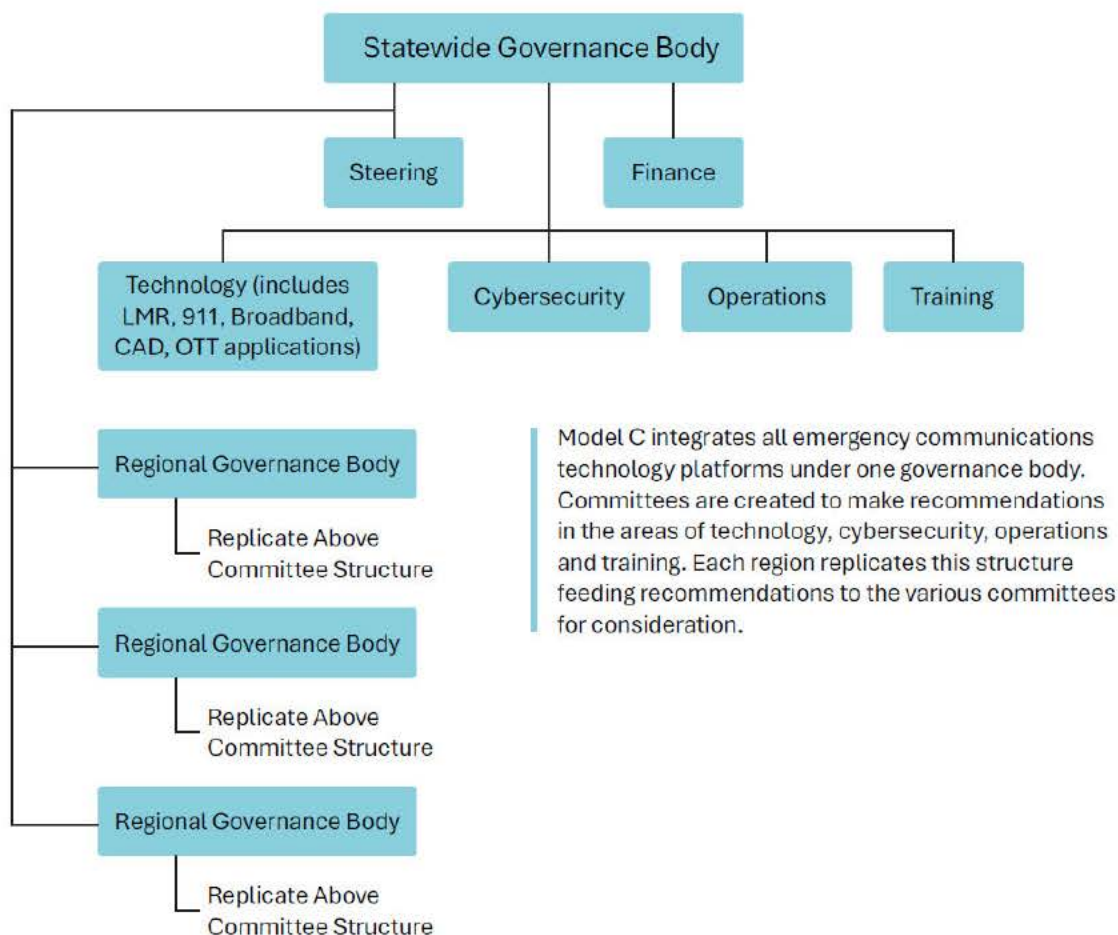 Statewide Governance Body
Steering
Finance
Technology (includes
LMR, 911, Broadband,
CAD, OTT applications)
Cybersecurity
Operations
Training
Regional Governance Body
Replicate Above
Committee Structure
Model C integrates all emergency communications
technology platforms under one governance body.
Committees are created to make recommendations
in the areas of technology, cybersecurity, operations
and training. Each region replicates this structure
feeding recommendations to the various committees
for consideration.
Regional Governance Body
Replicate Above
Committee Structure
Regional Governance Body
Replicate Above
Committee Structure